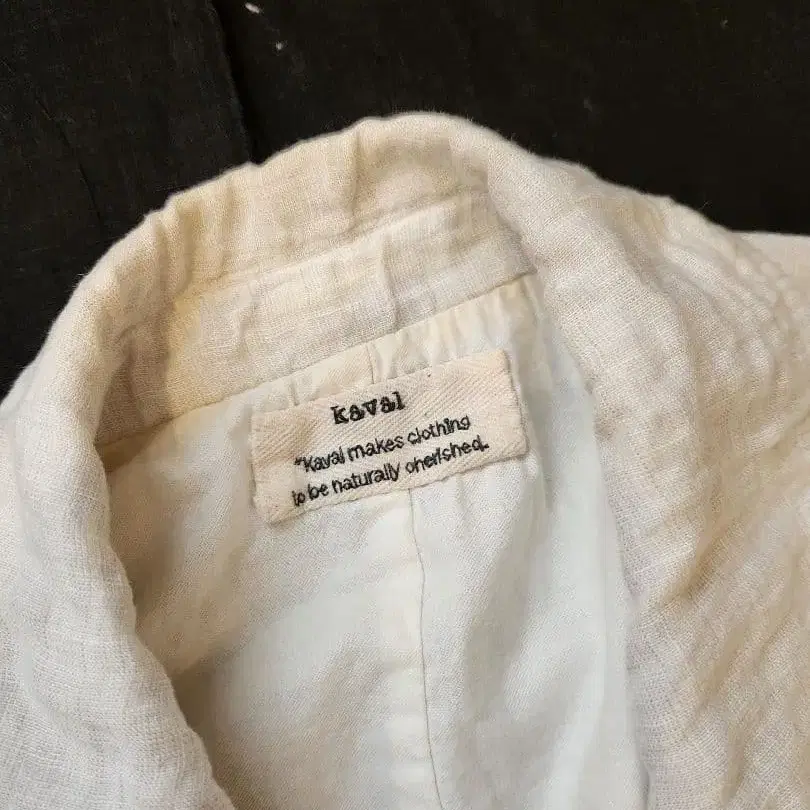 kaval
"Kaval makes clothing
to be naturally cherished.